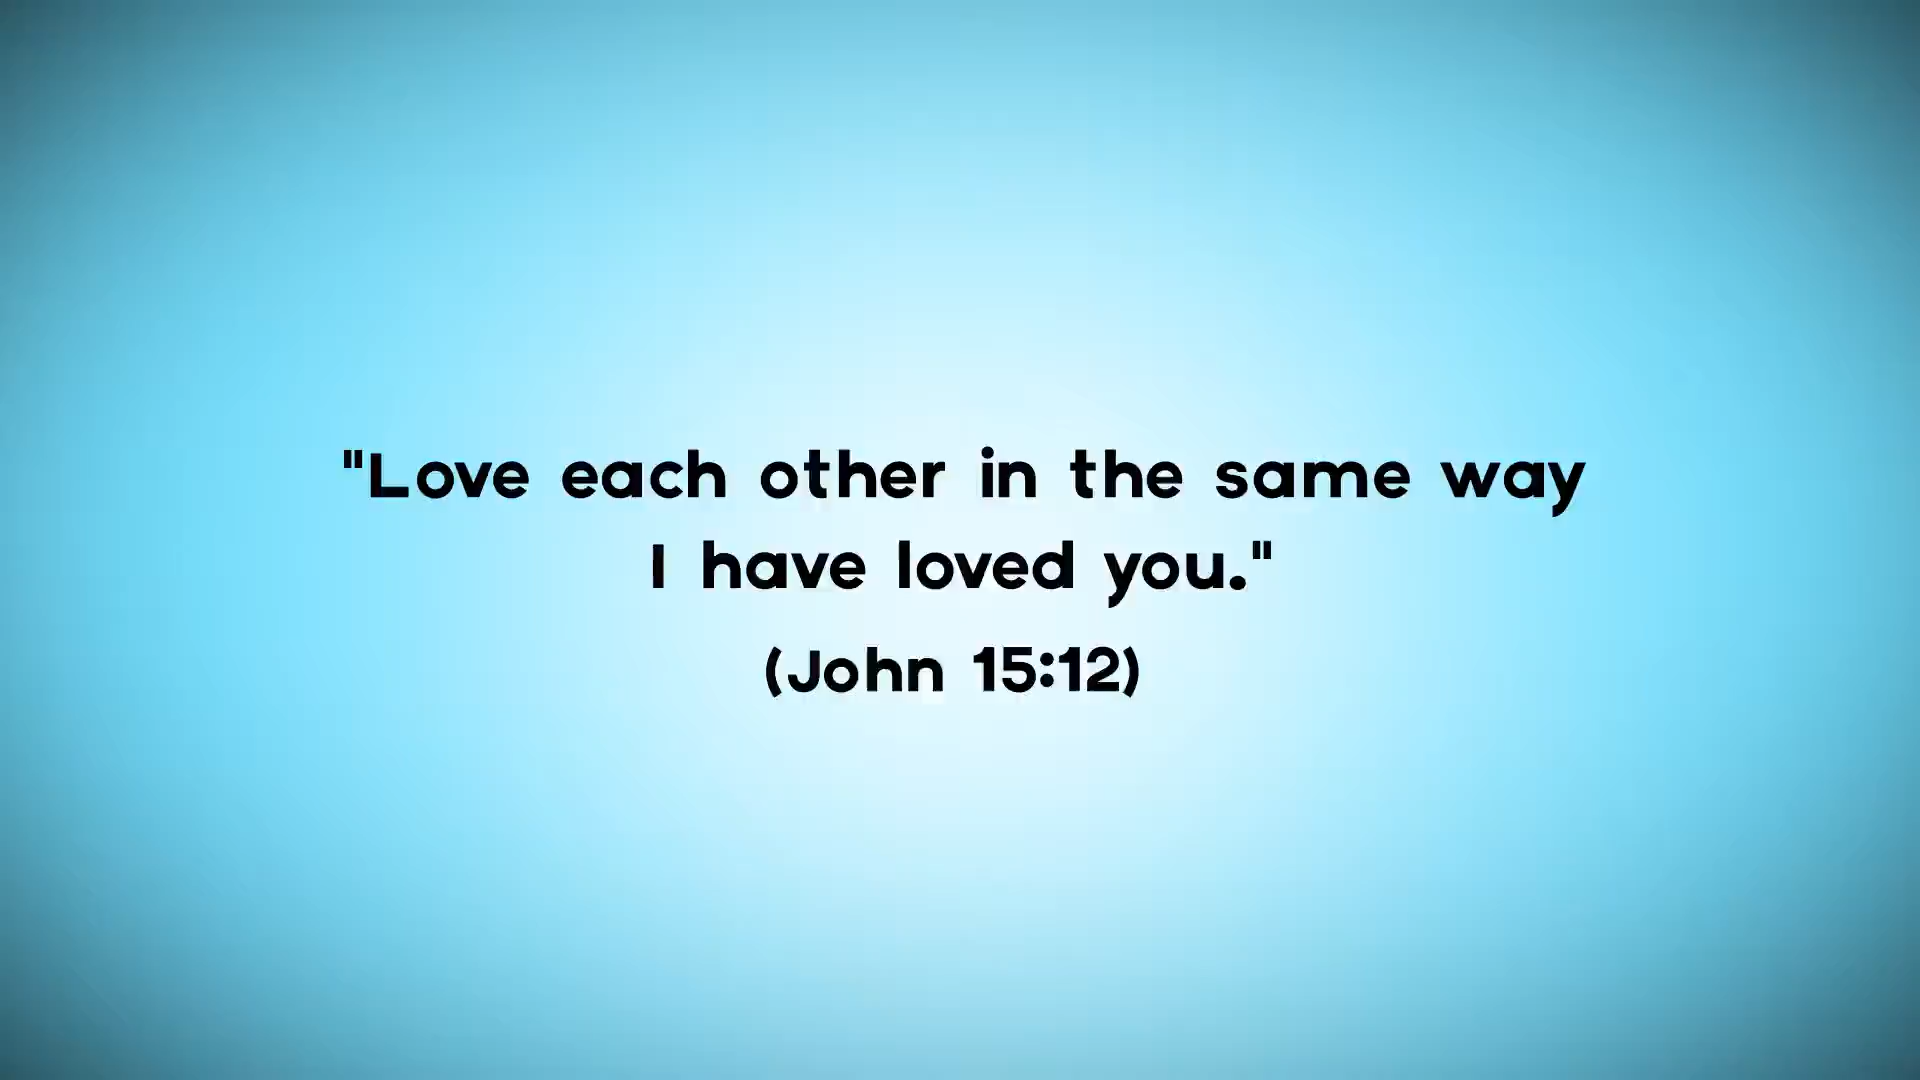 "Love each other in the same way
I have loved you."
(John 15:12)